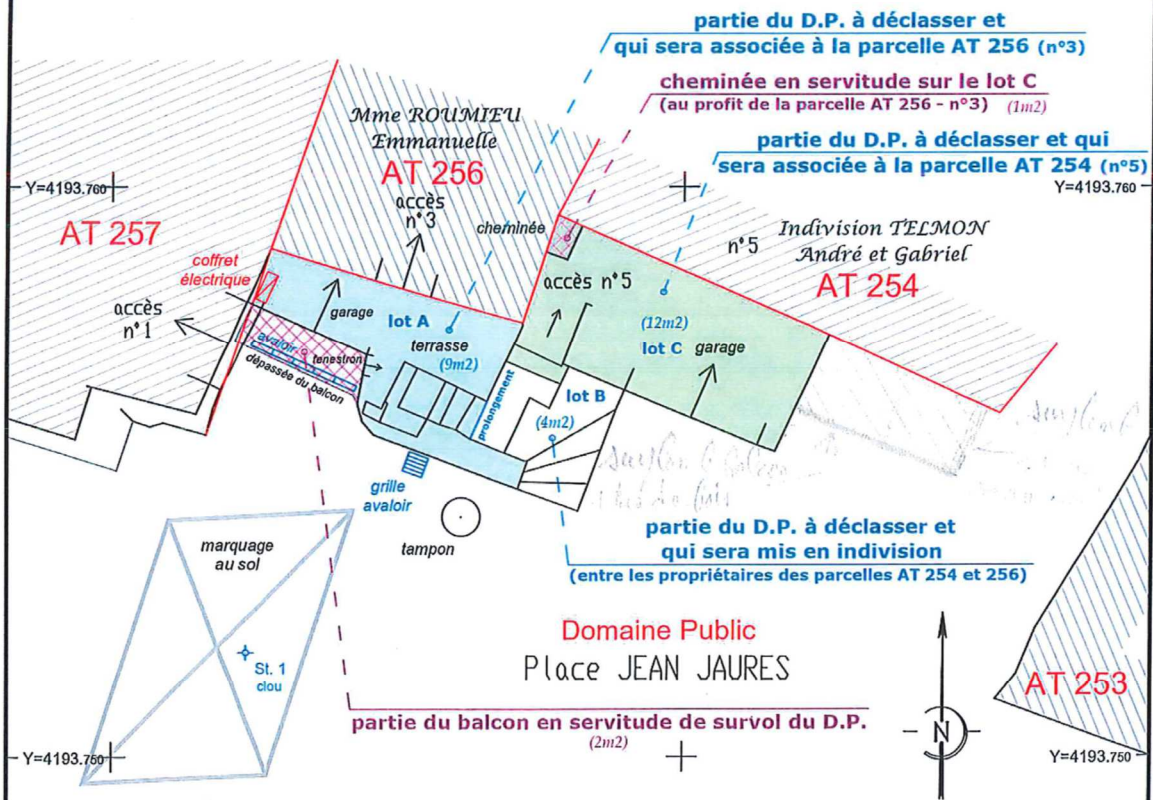 partie du D.P. à déclasser et
qui sera associée à la parcelle AT 256 (n°3)
cheminée en servitude sur le lot C
(au profit de la parcelle AT 256 - n°3) (1m2)
partie du D.P. à déclasser et qui
sera associée à la parcelle AT 254 (n°5)
Mme ROUMIEU
Emmanuelle
AT 256
Y=4193.760
Y=4193.760
accès
n°3
cheminée
AT 257
n°5
Indivision TELMON
André et Gabriel
AT 254
coffret
électrique
accès n°5
accès
n°1
garage
lot A
terrasse
(9m2)
(12m2)
lot C
garage
avaloir
fenestron
dépassée du balcon
prolongement
lot B
(4m2)
grille
avaloir
tampon
marquage
au sol
partie du D.P. à déclasser et
qui sera mis en indivision
(entre les propriétaires des parcelles AT 254 et 256)
Domaine Public
Place JEAN JAURES
St. 1
clou
AT 253
partie du balcon en servitude de survol du D.P.
(2m2)
N
Y=4193.750
Y=4193.750